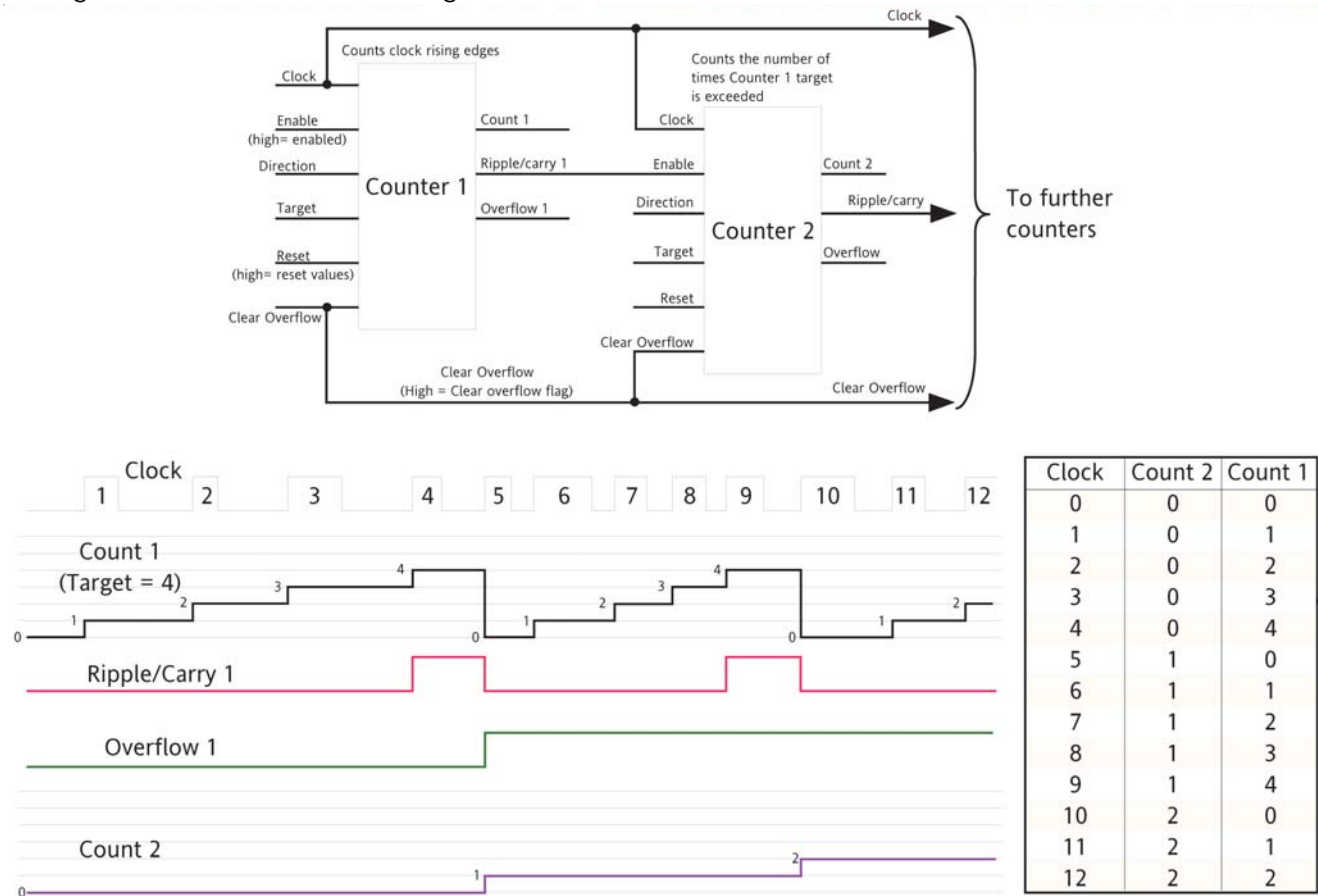 Clock
Counts clock rising edges
Clock
Enable
(high= enabled)
Direction
Target
Reset
(high= reset values)
Clear Overflow
Counter 1
Count 1
Ripple/carry 1
Overflow 1
Counts the number of
times Counter 1 target
is exceeded
Clock
Enable
Direction
Target
Reset
Clear Overflow
Counter 2
Count 2
Ripple/carry
Overflow
To further
counters
Clear Overflow
(High = Clear overflow flag)
Clear Overflow
Clock
1 2 3 4 5 6 7 8 9 10 11 12
Count 1
(Target = 4)
0 1 2 3 4 0 1 2 3 4 0 1 2
Ripple/Carry 1
Overflow 1
Count 2
0 1 2
Clock Count 2 Count 1
0 0 0
1 0 1
2 0 2
3 0 3
4 0 4
5 1 0
6 1 1
7 1 2
8 1 3
9 1 4
10 2 0
11 2 1
12 2 2